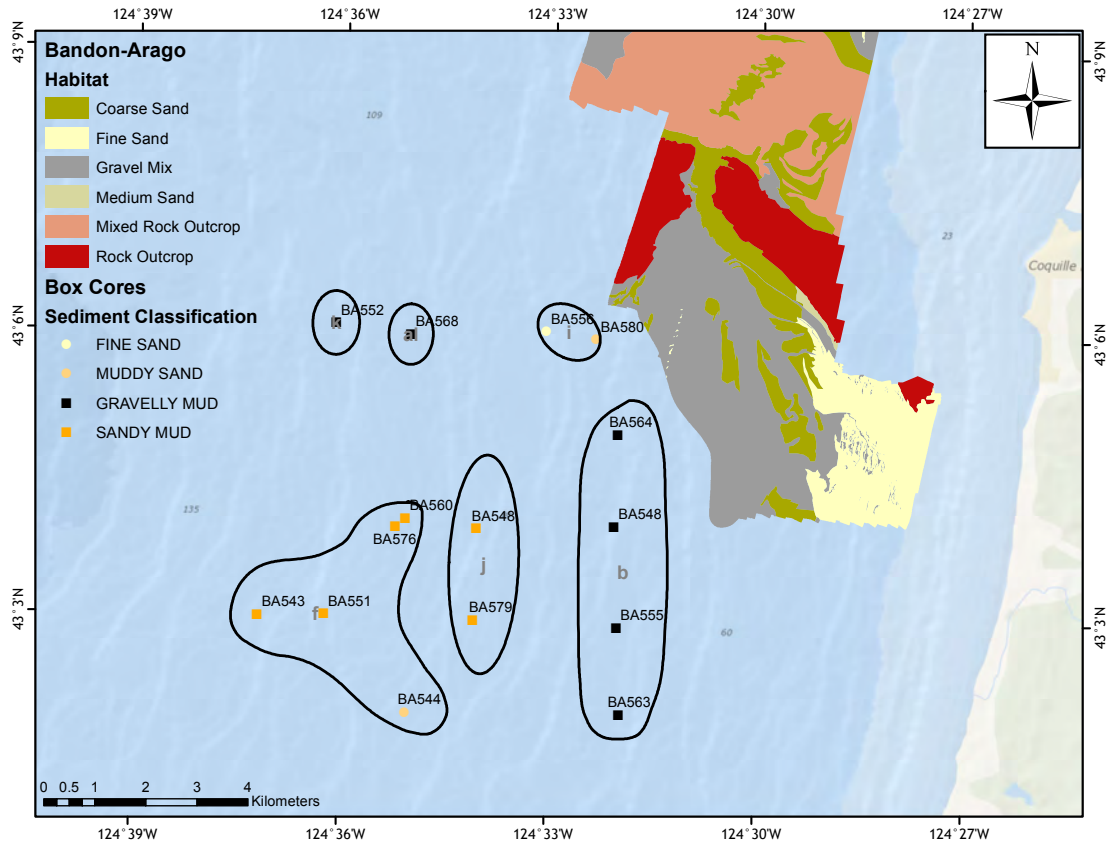 124°39'W
124°36'W
124°33'W
124°30'W
124°27'W
43°9'N
43°9'N
Bandon-Arago
Habitat
Coarse Sand
Fine Sand
Gravel Mix
Medium Sand
Mixed Rock Outcrop
Rock Outcrop
Box Cores
Sediment Classification
FINE SAND
MUDDY SAND
GRAVELLY MUD
SANDY MUD
N
109
23
Coquille
43°6'N
43°6'N
BA552
k
BA568
a
BA556
i
BA580
BA564
135
BA560
BA576
BA548
BA548
j
b
43°3'N
43°3'N
BA543
BA551
f
BA579
BA555
60
BA544
BA563
0 0.5 1 2 3 4
Kilometers
124°39'W
124°36'W
124°33'W
124°30'W
124°27'W